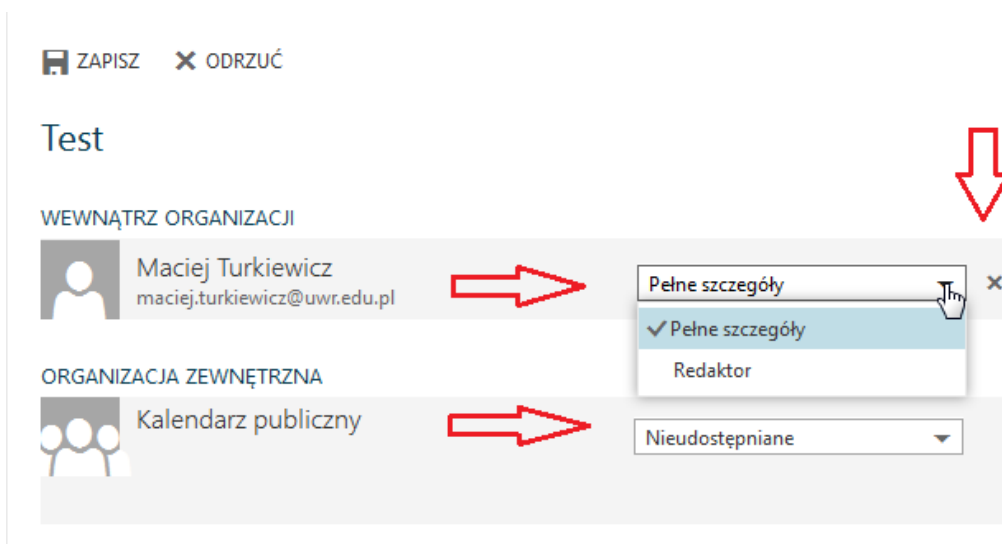 ZAPISZ ODRZUĆ
Test
WEWNĄTRZ ORGANIZACJI
Maciej Turkiewicz
maciej.turkiewicz@uwr.edu.pl
Pełne szczegóły
Pełne szczegóły
Redaktor
ORGANIZACJA ZEWNĘTRZNA
Kalendarz publiczny
Nieudostępniane